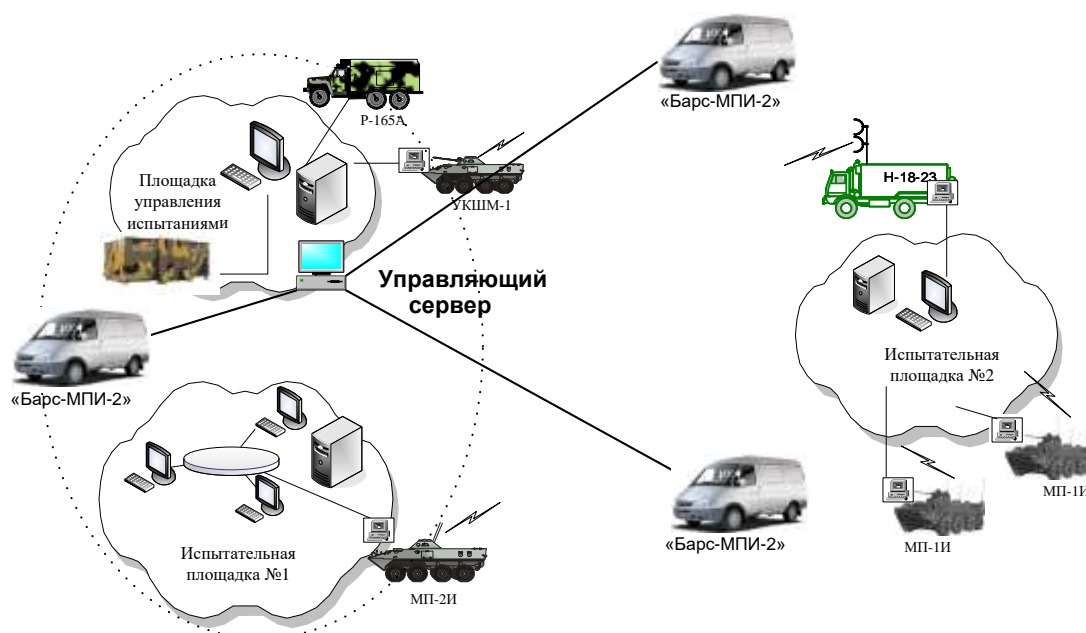 «Барс-МПИ-2»
Р-165А
Н-18-23
Площадка
управления
испытаниями
УКШМ-1
Управляющий
сервер
«Барс-МПИ-2»
Испытательная
площадка №2
МП-1И
«Барс-МПИ-2»
МП-1И
Испытательная
площадка №1
МП-2И